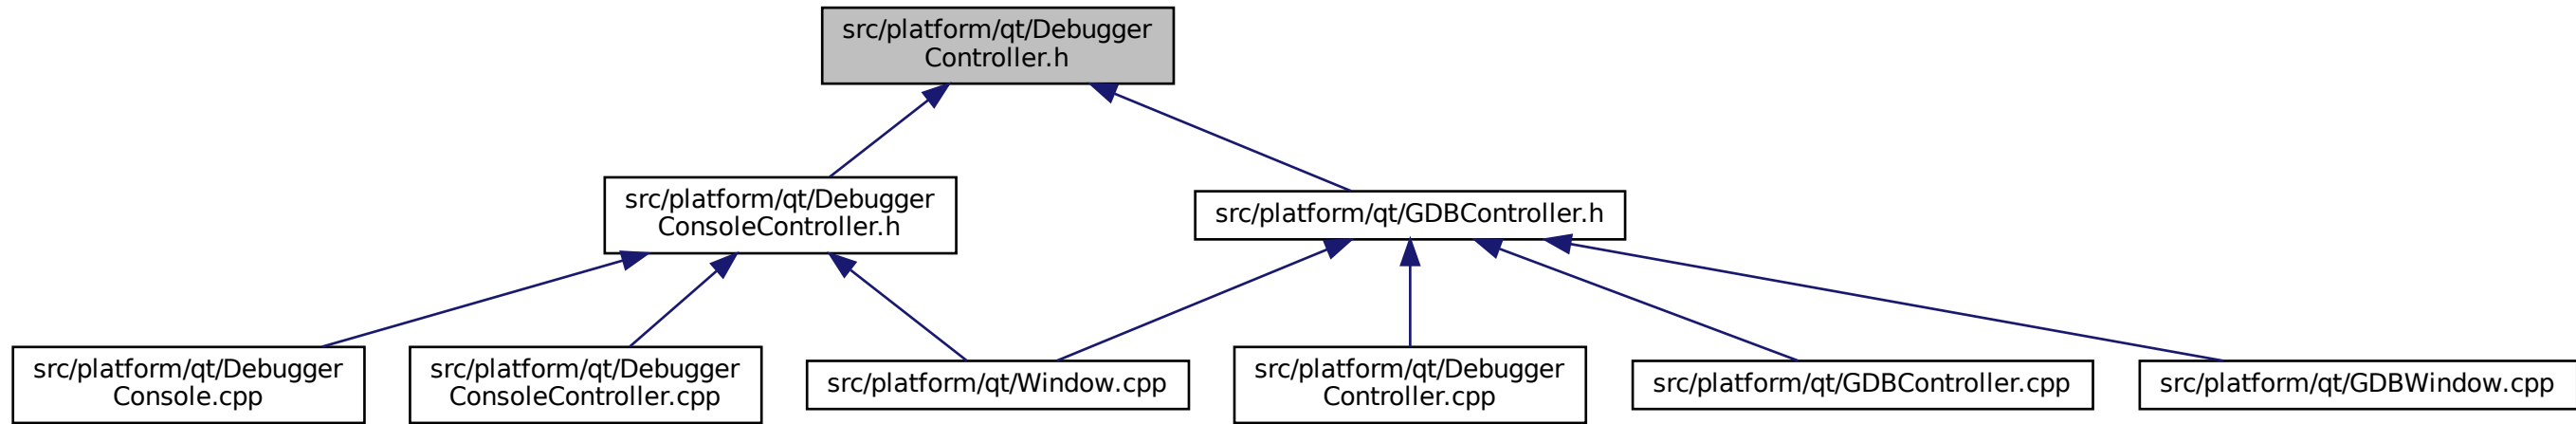 src/platform/qt/Debugger
Controller.h
src/platform/qt/Debugger
ConsoleController.h
src/platform/qt/GDBController.h
src/platform/qt/Debugger
Console.cpp
src/platform/qt/Debugger
ConsoleController.cpp
src/platform/qt/Window.cpp
src/platform/qt/Debugger
Controller.cpp
src/platform/qt/GDBController.cpp
src/platform/qt/GDBWindow.cpp